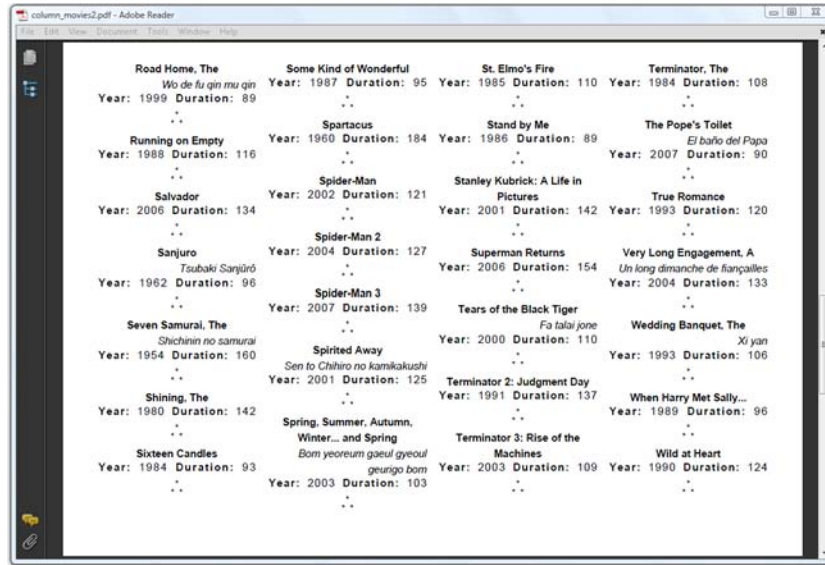 column_movies2.pdf - Adobe Reader
File Edit View Document Tools Window Help
Road Home, The
Wo de fu qin mu qin
Year: 1999 Duration: 89
Running on Empty
Year: 1988 Duration: 116
Salvador
Year: 2006 Duration: 134
Sanjuro
Tsubaki Sanjûrô
Year: 1962 Duration: 96
Seven Samurai, The
Shichinin no samurai
Year: 1954 Duration: 160
Shining, The
Year: 1980 Duration: 142
Sixteen Candles
Year: 1984 Duration: 93
Some Kind of Wonderful
Year: 1987 Duration: 95
Spartacus
Year: 1960 Duration: 184
Spider-Man
Year: 2002 Duration: 121
Spider-Man 2
Year: 2004 Duration: 127
Spider-Man 3
Year: 2007 Duration: 139
Spirited Away
Sen to Chihiro no kamikakushi
Year: 2001 Duration: 125
Spring, Summer, Autumn,
Winter... and Spring
Bom yeoreum gaeul gyeoul
geurigo bom
Year: 2003 Duration: 103
St. Elmo's Fire
Year: 1985 Duration: 110
Stand by Me
Year: 1986 Duration: 89
Stanley Kubrick: A Life in
Pictures
Year: 2001 Duration: 142
Superman Returns
Year: 2006 Duration: 154
Tears of the Black Tiger
Fa talai jone
Year: 2000 Duration: 110
Terminator 2: Judgment Day
Year: 1991 Duration: 137
Terminator 3: Rise of the
Machines
Year: 2003 Duration: 109
Terminator, The
Year: 1984 Duration: 108
The Pope's Toilet
El baño del Papa
Year: 2007 Duration: 90
True Romance
Year: 1993 Duration: 120
Very Long Engagement, A
Un long dimanche de fiançailles
Year: 2004 Duration: 133
Wedding Banquet, The
Xi yan
Year: 1993 Duration: 106
When Harry Met Sally...
Year: 1989 Duration: 96
Wild at Heart
Year: 1990 Duration: 124